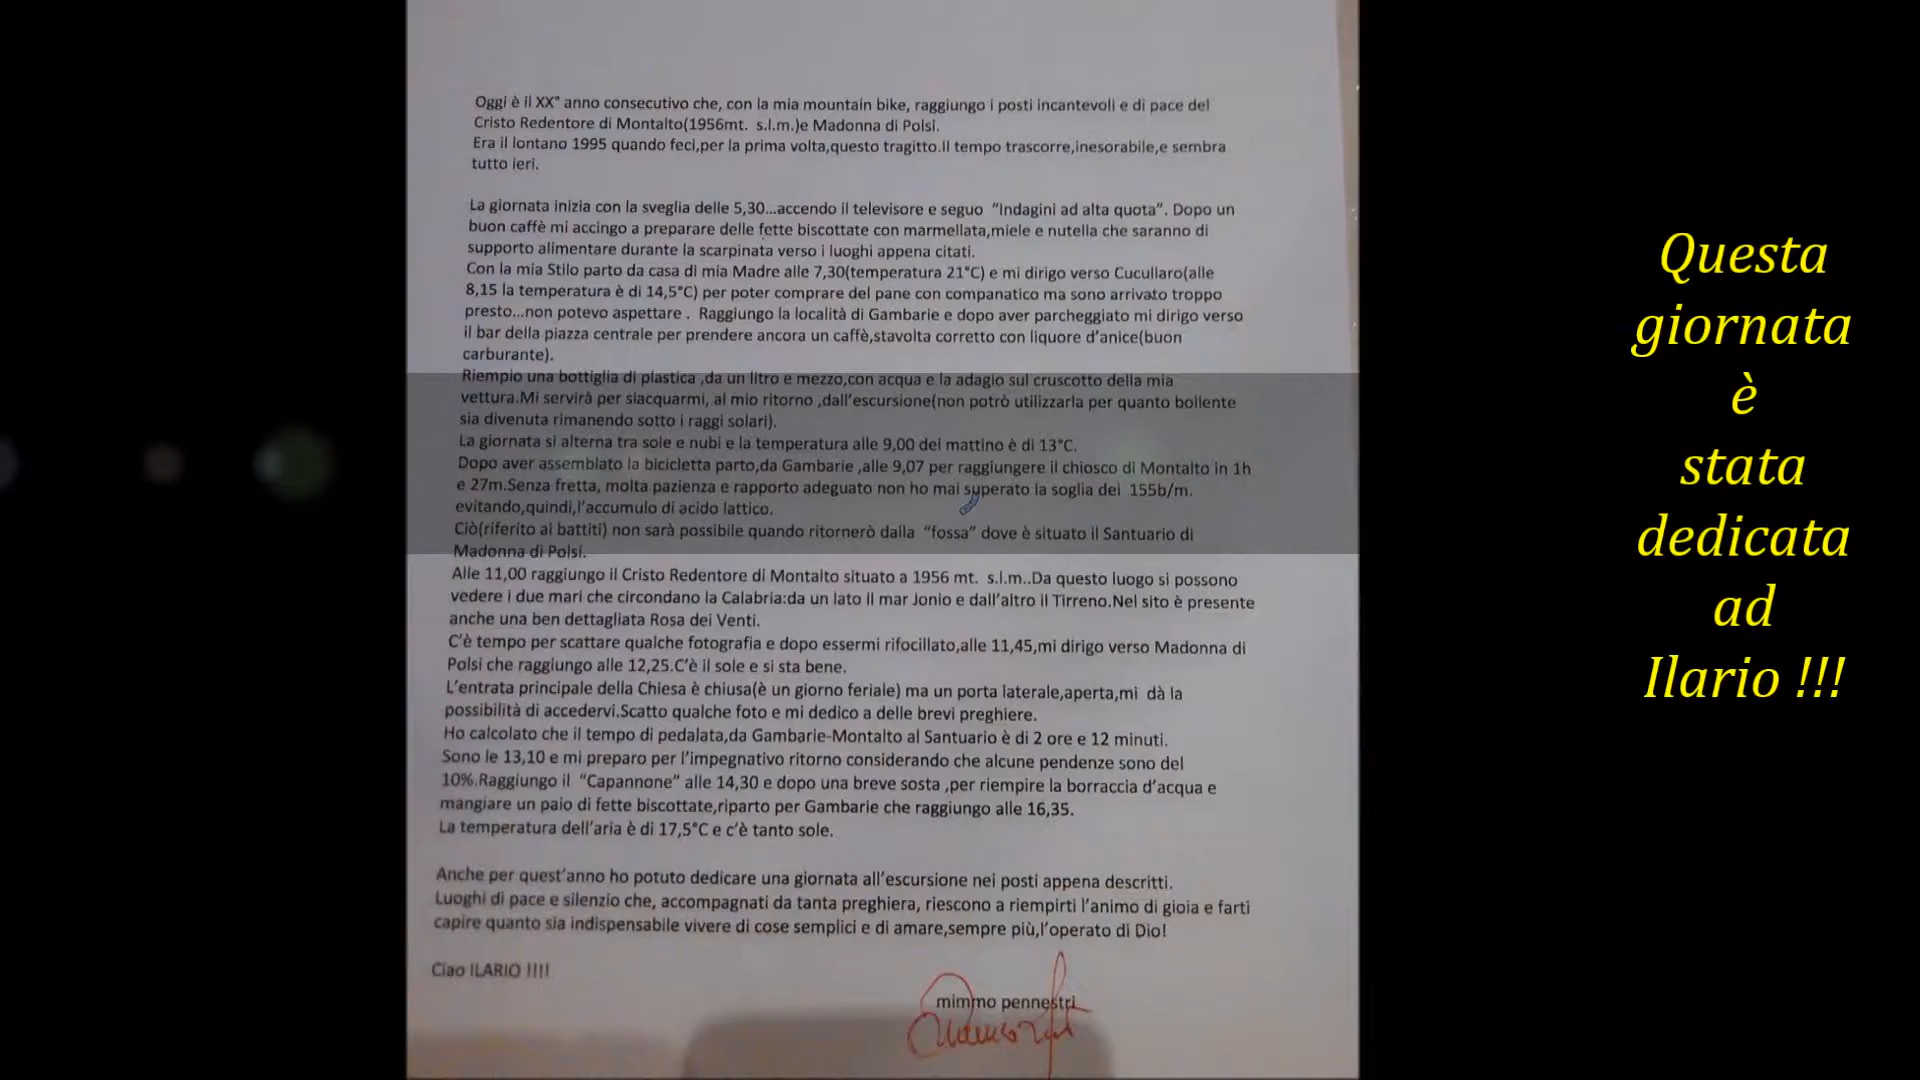 Oggi è il XX° anno consecutivo che, con la mia mountain bike, raggiungo i posti incantevoli e di pace del
Cristo Redentore di Montalto(1956mt. s.l.m.)e Madonna di Polsi.
Era il lontano 1995 quando feci,per la prima volta,questo tragitto.Il tempo trascorre,inesorabile,e sembra
tutto ieri.
La giornata inizia con la sveglia delle 5,30...accendo il televisore e seguo “Indagini ad alta quota”. Dopo un
buon caffè mi accingo a preparare delle fette biscottate con marmellata,miele e nutella che saranno di
supporto alimentare durante la scarpinata verso i luoghi appena citati.
Con la mia Stilo parto da casa di mia Madre alle 7,30(temperatura 21°C) e mi dirigo verso Cucullaro(alle
8,15 la temperatura è di 14,5°C) per poter comprare del pane con companatico ma sono arrivato troppo
presto...non potevo aspettare . Raggiungo la località di Gambarie e dopo aver parcheggiato mi dirigo verso
il bar della piazza centrale per prendere ancora un caffè,stavolta corretto con liquore d’anice(buon
carburante).
Riempio una bottiglia di plastica ,da un litro e mezzo,con acqua e la adagio sul cruscotto della mia
vettura.Mi servirà per siacquarmi, al mio ritorno ,dall’escursione(non potrò utilizzarla per quanto bollente
sia divenuta rimanendo sotto i raggi solari).
La giornata si alterna tra sole e nubi e la temperatura alle 9,00 del mattino è di 13°C.
Dopo aver assemblato la bicicletta parto,da Gambarie ,alle 9,07 per raggiungere il chiosco di Montalto in 1h
e 27m.Senza fretta, molta pazienza e rapporto adeguato non ho mai superato la soglia dei 155b/m.
evitando,quindi,l’accumulo di acido lattico.
Ciò(riferito ai battiti) non sarà possibile quando ritornerò dalla “fossa” dove è situato il Santuario di
Madonna di Polsi.
Alle 11,00 raggiungo il Cristo Redentore di Montalto situato a 1956 mt. s.l.m..Da questo luogo si possono
vedere i due mari che circondano la Calabria:da un lato il mar Jonio e dall’altro il Tirreno.Nel sito è presente
anche una ben dettagliata Rosa dei Venti.
C’è tempo per scattare qualche fotografia e dopo essermi rifocillato,alle 11,45,mi dirigo verso Madonna di
Polsi che raggiungo alle 12,25.C’è il sole e si sta bene.
L’entrata principale della Chiesa è chiusa(è un giorno feriale) ma un porta laterale,aperta,mi dà la
possibilità di accedervi.Scatto qualche foto e mi dedico a delle brevi preghiere.
Ho calcolato che il tempo di pedalata,da Gambarie-Montalto al Santuario è di 2 ore e 12 minuti.
Sono le 13,10 e mi preparo per l’impegnativo ritorno considerando che alcune pendenze sono del
10%.Raggiungo il “Capannone” alle 14,30 e dopo una breve sosta ,per riempire la borraccia d’acqua e
mangiare un paio di fette biscottate,riparto per Gambarie che raggiungo alle 16,35.
La temperatura dell’aria è di 17,5°C e c’è tanto sole.
Anche per quest’anno ho potuto dedicare una giornata all’escursione nei posti appena descritti.
Luoghi di pace e silenzio che, accompagnati da tanta preghiera, riescono a riempirti l’animo di gioia e farti
capire quanto sia indispensabile vivere di cose semplici e di amare,sempre più,l’operato di Dio!
Ciao ILARIO !!!!
mimmo pennestri
Questa
giornata
è
stata
dedicata
ad
Ilario !!!